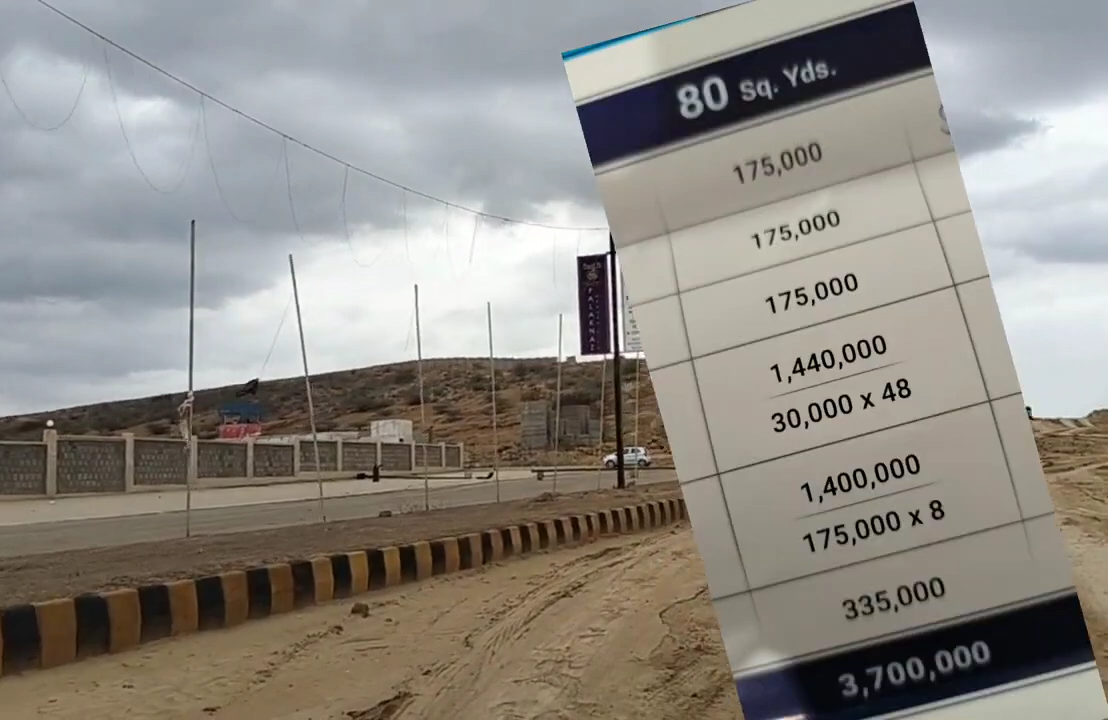 FALAKNAZ
80 Sq. Yds.
175,000
175,000
175,000
1,440,000
30,000 x 48
1,400,000
175,000 x 8
335,000
3,700,000